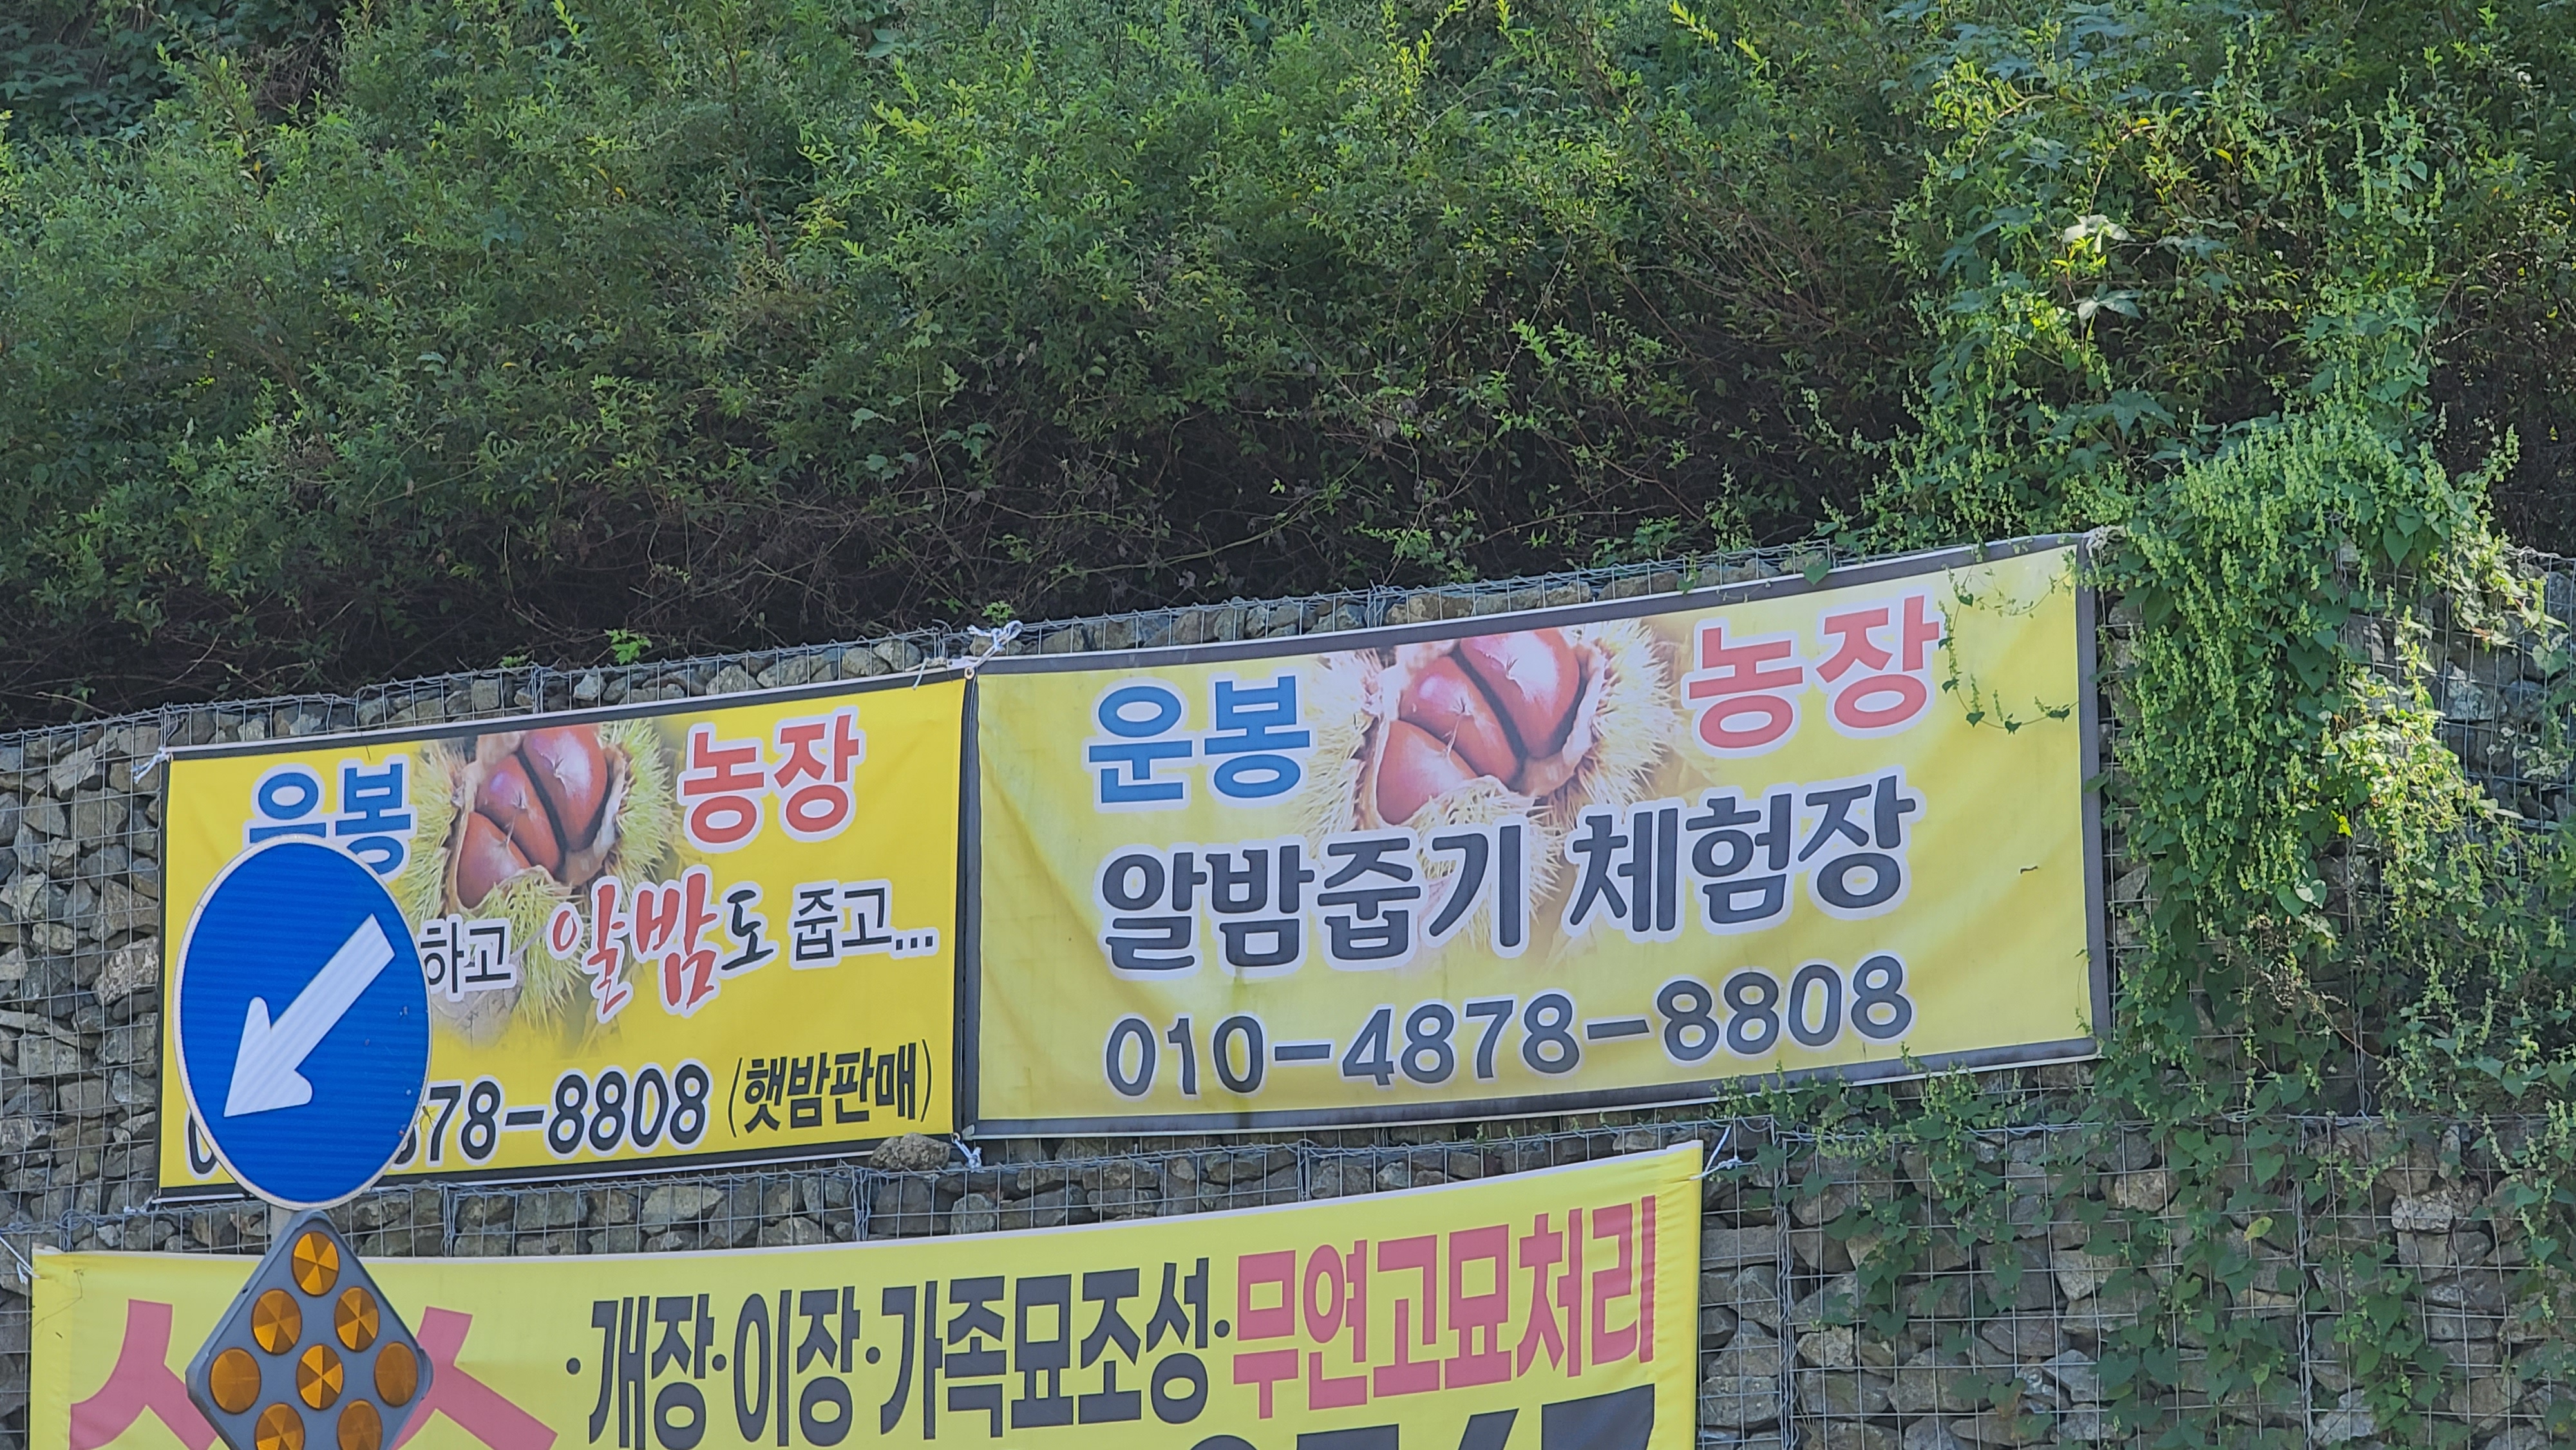 운봉 농장
하고 알밤도 줍고...
78-8808 (햇밤판매)
운봉 농장
알밤줍기 체험장
010-4878-8808
·개장·이장·가족묘조성·무연고묘처리